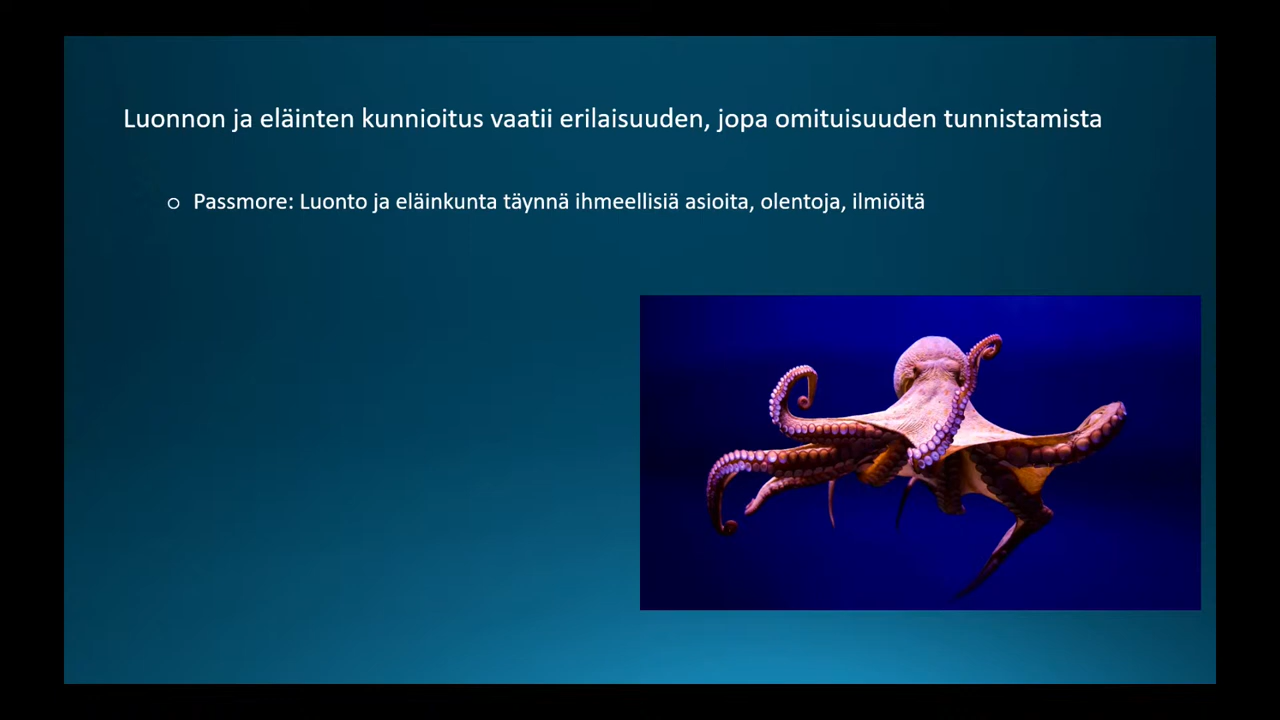 Luonnon ja eläinten kunnioitus vaatii erilaisuuden, jopa omituisuuden tunnistamista
o Passmore: Luonto ja eläinkunta täynnä ihmeellisiä asioita, olentoja, ilmiöitä